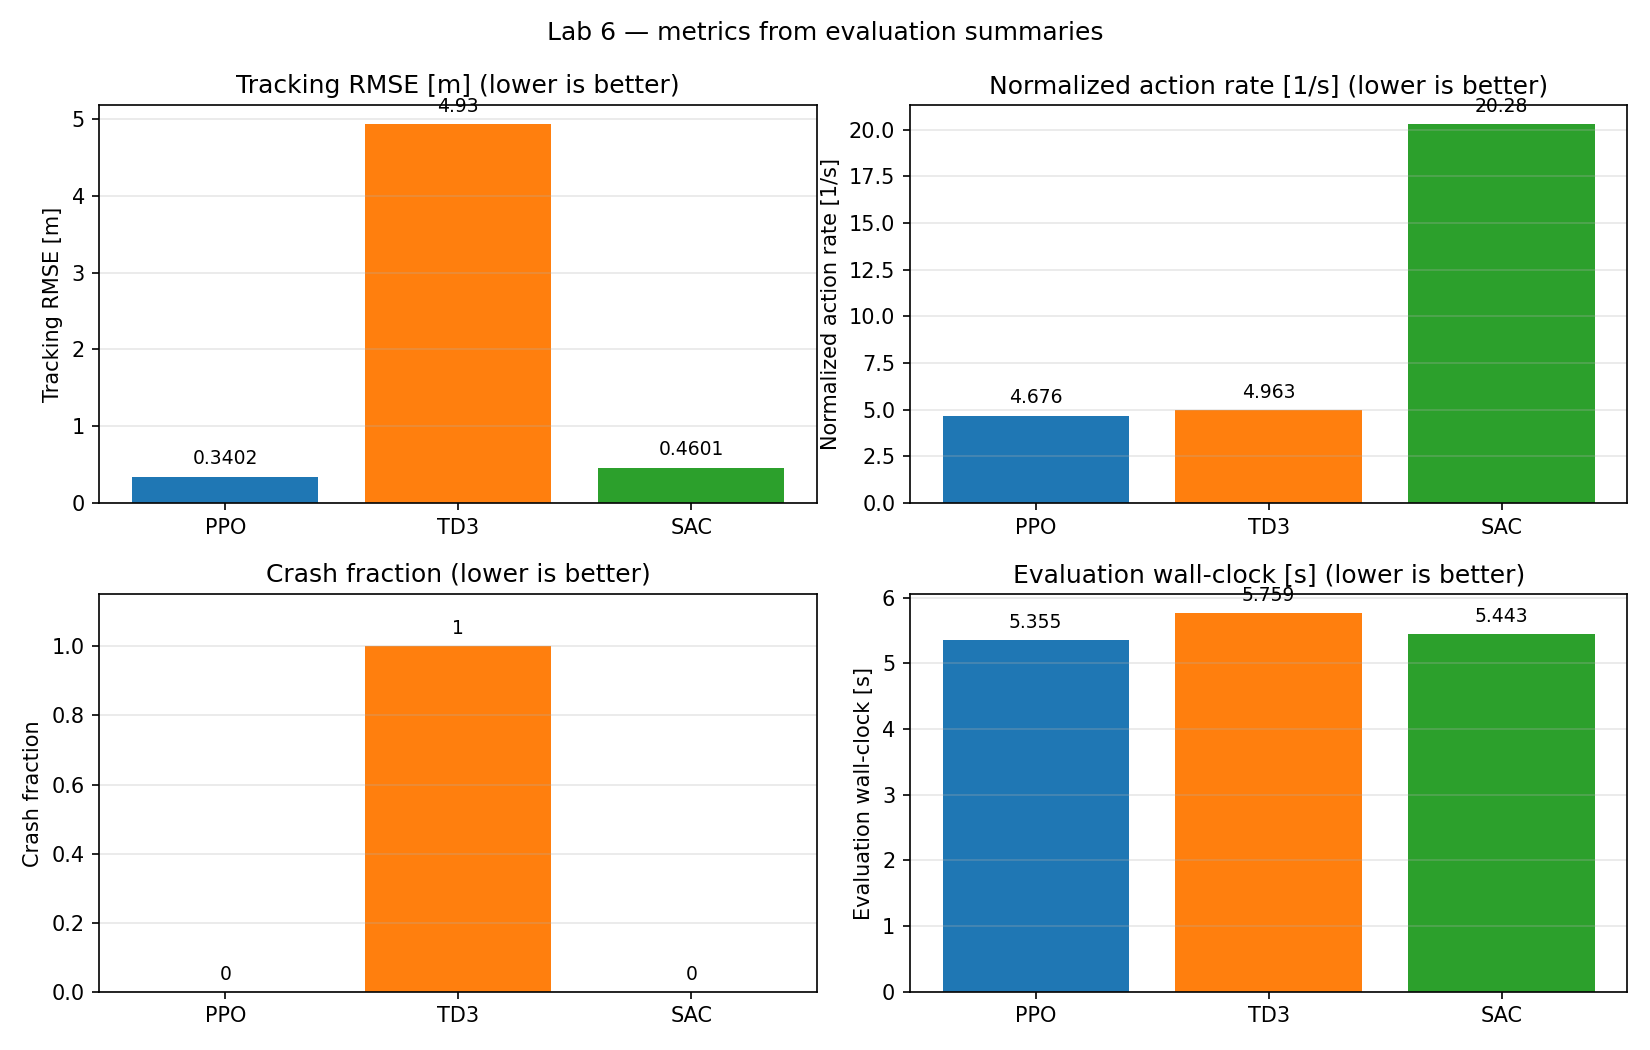 Lab 6 — metrics from evaluation summaries
Tracking RMSE [m] (lower is better)
Tracking RMSE [m]
5
4
3
2
1
0
0.3402
4.93
0.4601
PPO
TD3
SAC
Normalized action rate [1/s] (lower is better)
Normalized action rate [1/s]
20.0
17.5
15.0
12.5
10.0
7.5
5.0
2.5
0.0
4.676
4.963
20.28
PPO
TD3
SAC
Crash fraction (lower is better)
Crash fraction
1.0
0.8
0.6
0.4
0.2
0.0
0
1
0
PPO
TD3
SAC
Evaluation wall-clock [s] (lower is better)
Evaluation wall-clock [s]
6
5
4
3
2
1
0
5.355
5.759
5.443
PPO
TD3
SAC